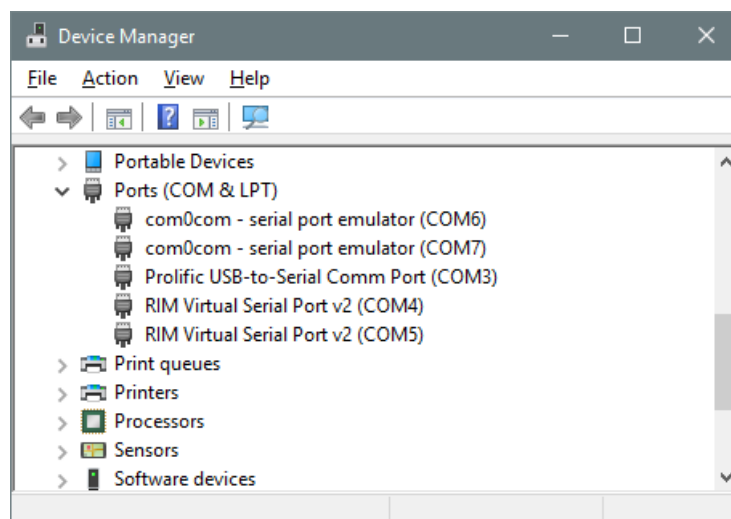 Device Manager
File Action View Help
Portable Devices
Ports (COM & LPT)
com0com - serial port emulator (COM6)
com0com - serial port emulator (COM7)
Prolific USB-to-Serial Comm Port (COM3)
RIM Virtual Serial Port v2 (COM4)
RIM Virtual Serial Port v2 (COM5)
Print queues
Printers
Processors
Sensors
Software devices